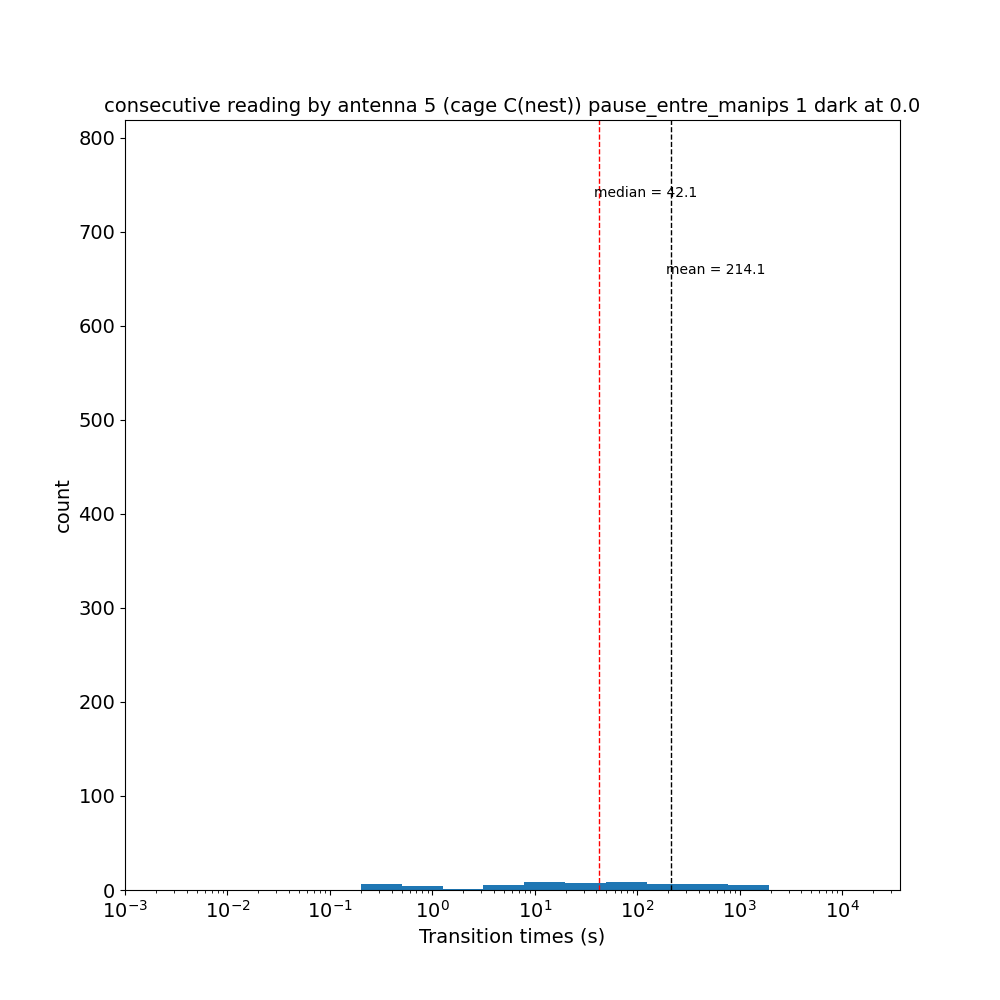 consecutive reading by antenna 5 (cage C(nest)) pause_entre_manips 1 dark at 0.0
800
median = 42.1
700
mean = 214.1
600
500
400
count
300
200
100
0
10⁻³ 10⁻² 10⁻¹ 10⁰ 10¹ 10² 10³ 10⁴
Transition times (s)